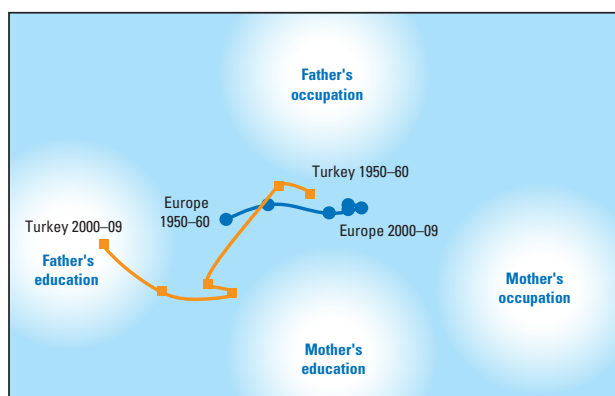 Father's
occupation
Turkey 1950–60
Europe
1950–60
Turkey 2000–09
Europe 2000–09
Father's
education
Mother's
occupation
Mother's
education